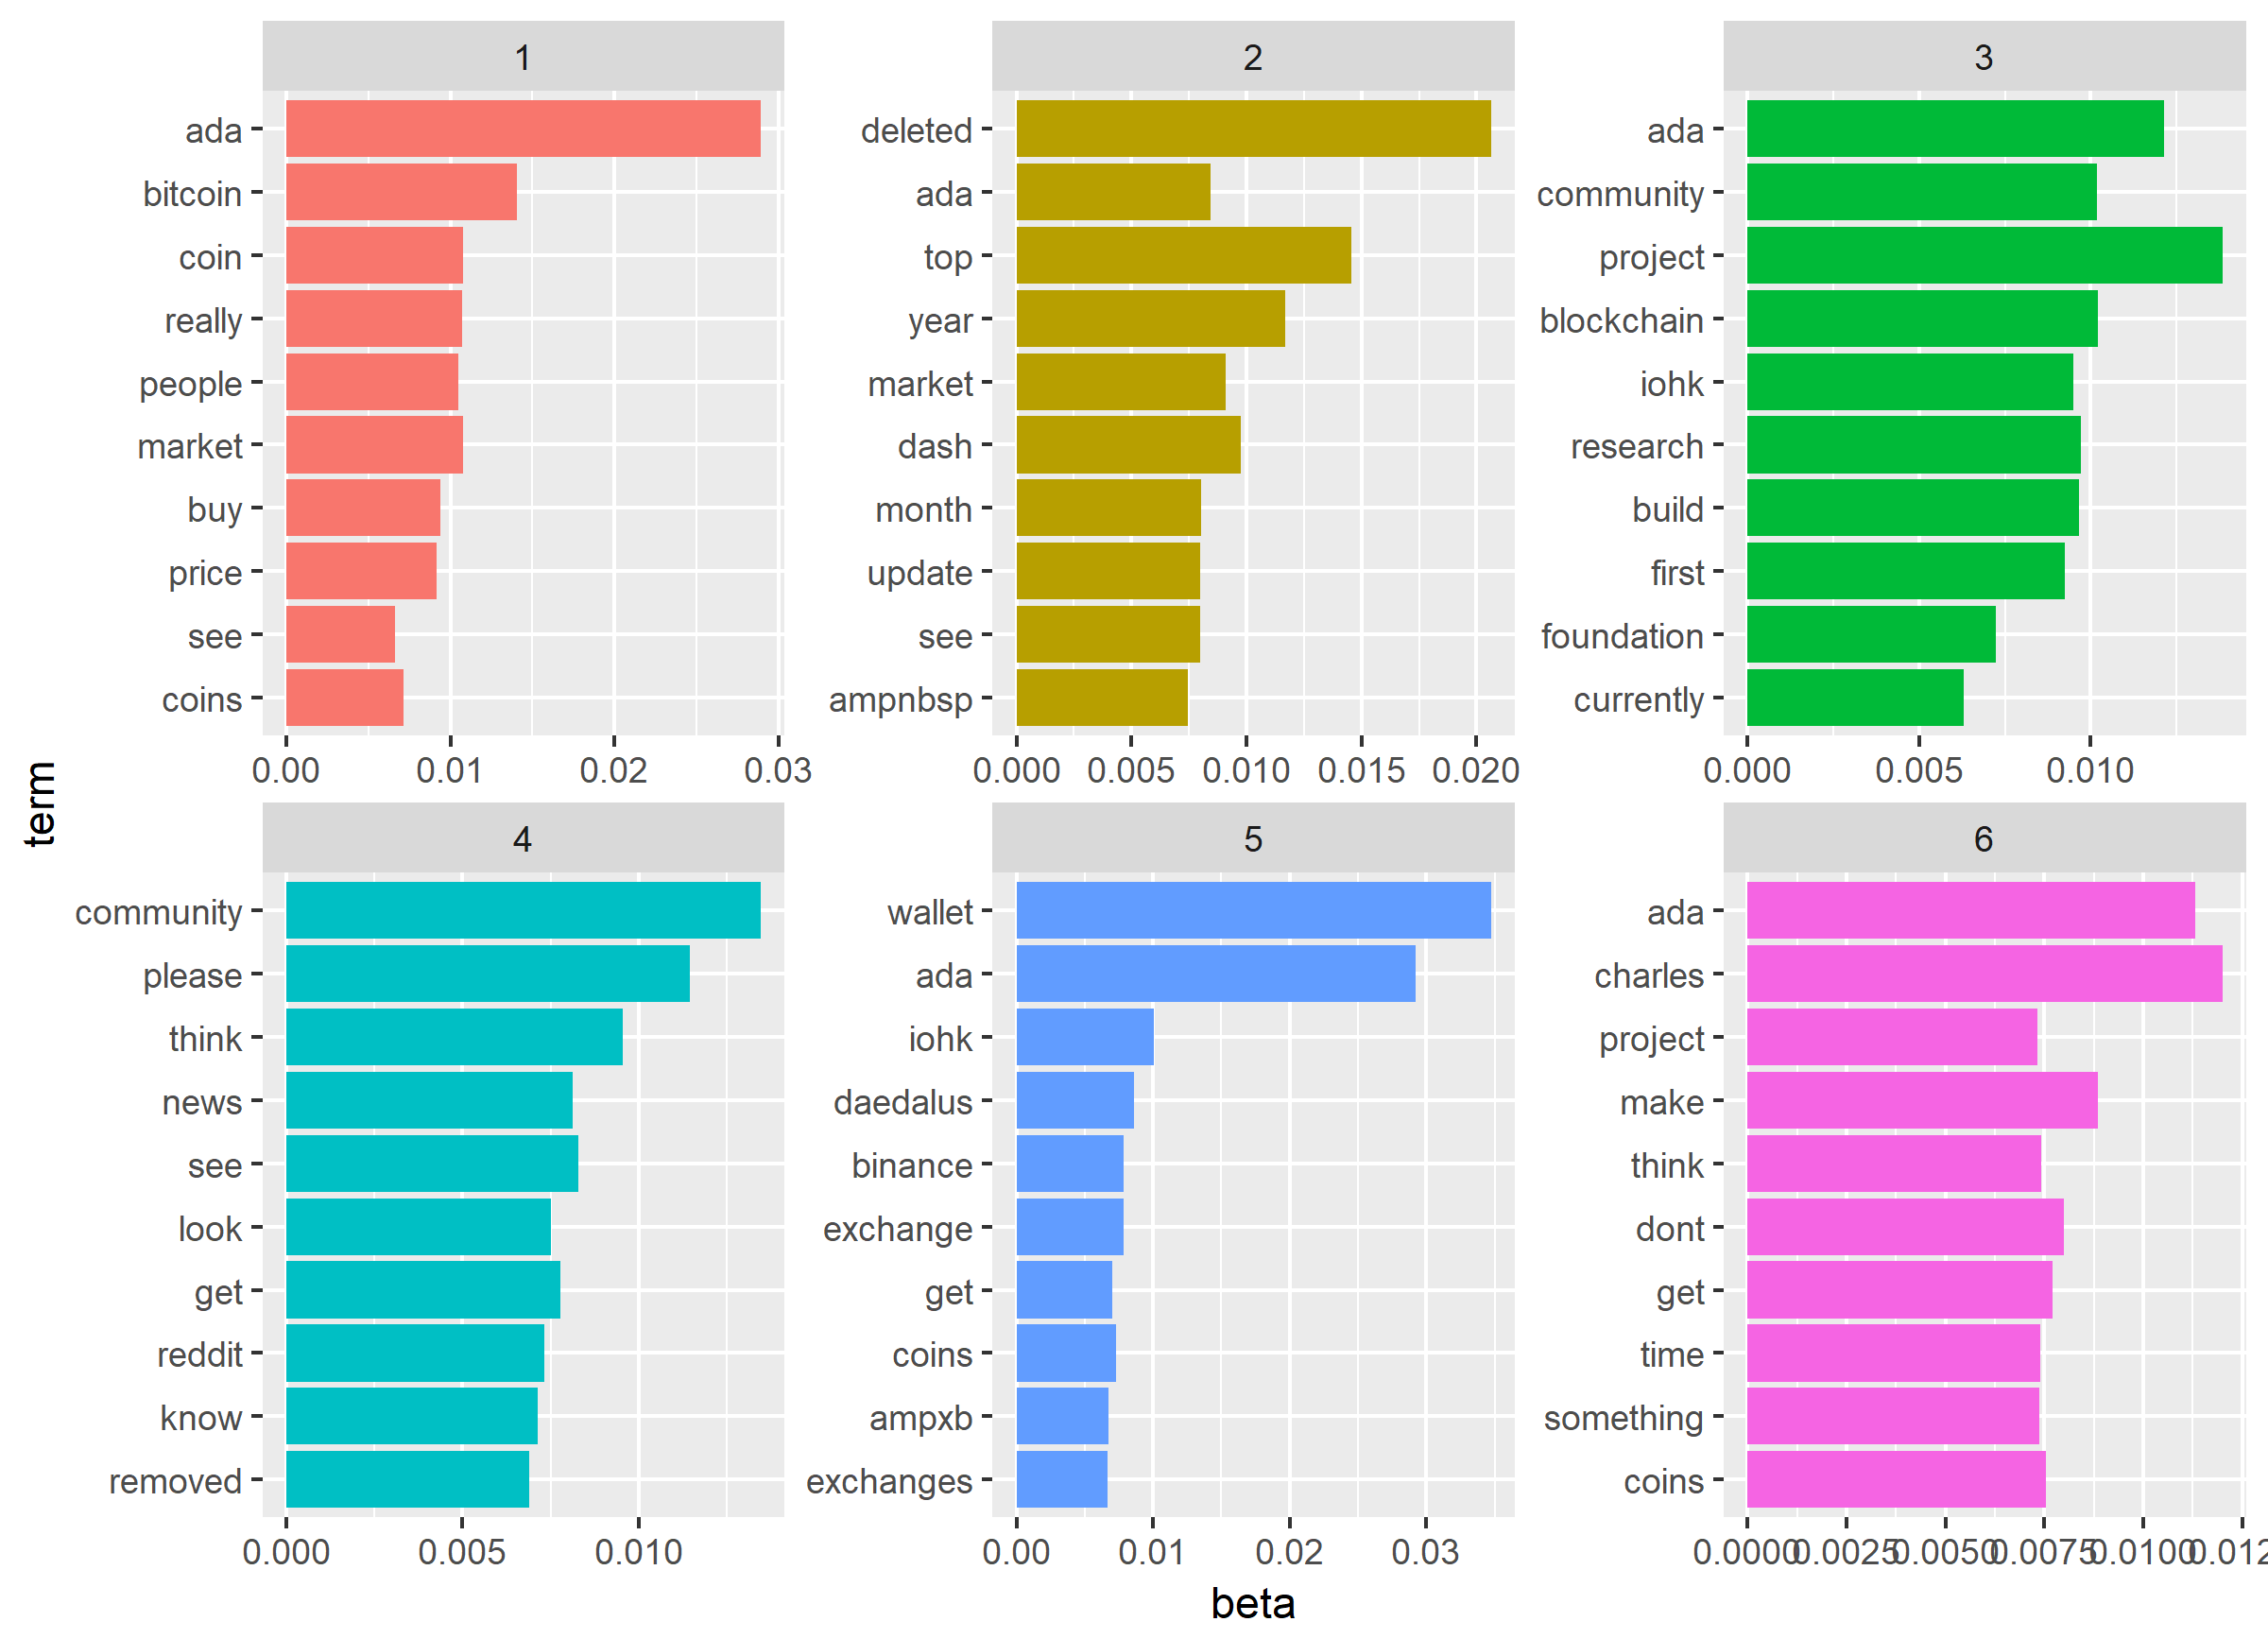 1
ada
bitcoin
coin
really
people
market
buy
price
see
coins
0.00 0.01 0.02 0.03
2
deleted
ada
top
year
market
dash
month
update
see
ampnbsp
0.000 0.005 0.010 0.015 0.020
3
ada
community
project
blockchain
iohk
research
build
first
foundation
currently
0.000 0.005 0.010
term
4
community
please
think
news
see
look
get
reddit
know
removed
0.000 0.005 0.010
5
wallet
ada
iohk
daedalus
binance
exchange
get
coins
ampxb
exchanges
0.00 0.01 0.02 0.03
6
ada
charles
project
make
think
dont
get
time
something
coins
0.0000 0.0025 0.0050 0.0075 0.0100 0.012
beta